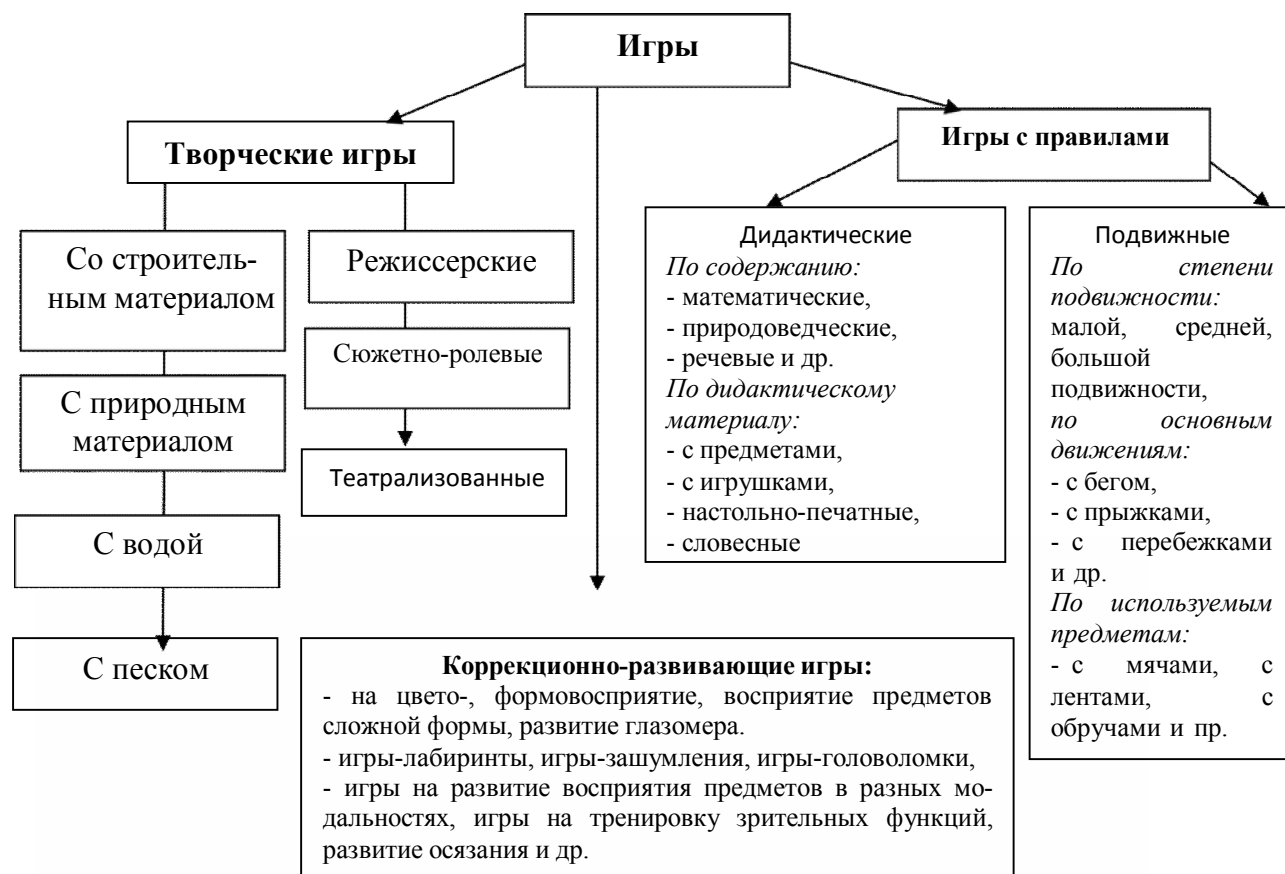 Игры
Творческие игры
Со строитель-
ным материалом
С природным
материалом
С водой
С песком
Режиссерские
Сюжетно-ролевые
Театрализованные
Игры с правилами
Дидактические
По содержанию:
- математические,
- природоведческие,
- речевые и др.
По дидактическому
материалу:
- с предметами,
- с игрушками,
- настольно-печатные,
- словесные
Подвижные
По степени
подвижности:
малой, средней,
большой
подвижности,
по основным
движениям:
- с бегом,
- с прыжками,
- с перебежками
и др.
По используемым
предметам:
- с мячами, с
лентами, с
обручами и пр.
Коррекционно-развивающие игры:
- на цвето-, формовосприятие, восприятие предметов
сложной формы, развитие глазомера.
- игры-лабиринты, игры-зашумления, игры-головоломки,
- игры на развитие восприятия предметов в разных мо-
дальностях, игры на тренировку зрительных функций,
развитие осязания и др.